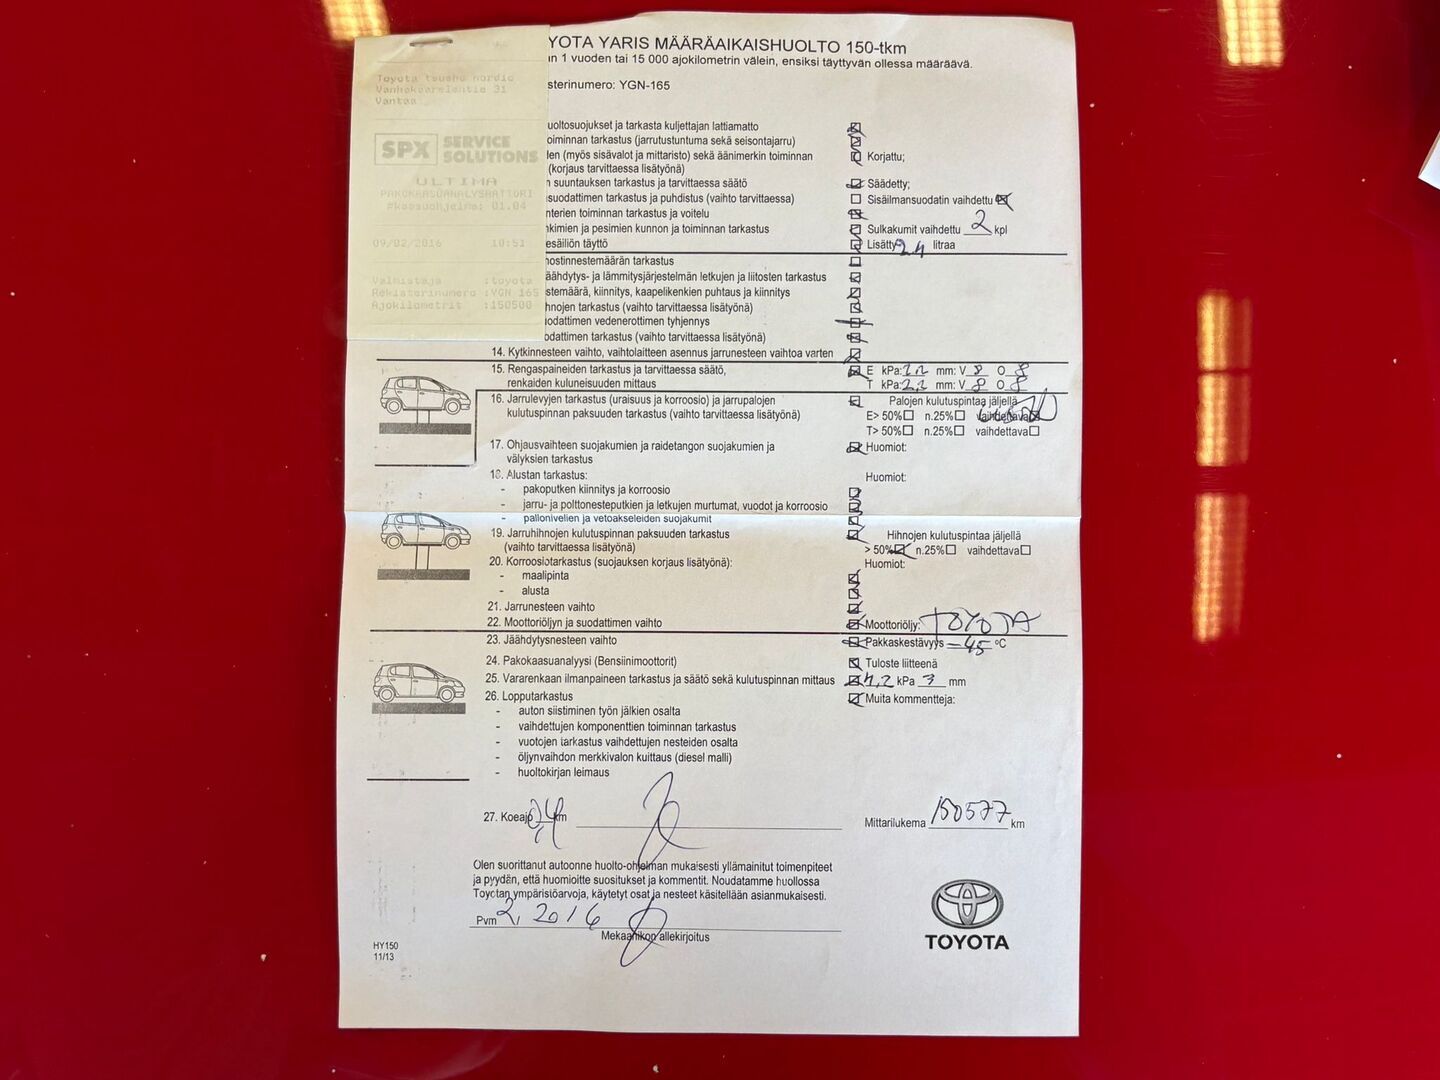 YOTA YARIS MÄÄRÄAIKAISHUOLTO 150-tkm
n 1 vuoden tai 15 000 ajokilometrin välein, ensiksi täyttyvän ollessa määräävä.
sterinumero: YGN-165
Toyota tsusho nordic
Vanhakaarelantie 31
Vantaa
SPX SERVICE SOLUTIONS
ULTIMA
PAKOKAASUANALYSAATTORI
01.04
09/02/2016 10:51
Valmistaja :toyota
Rekisterinumero :YGN 165
Ajokilometrit :150500
uoltosuojukset ja tarkasta kuljettajan lattiamatto
oiminnan tarkastus (jarrutustuntuma sekä seisontajarru)
len (myös sisävalot ja mittaristo) sekä äänimerkin toiminnan Korjattu;
(korjaus tarvittaessa lisätyönä)
n suuntauksen tarkastus ja tarvittaessa säätö Säädetty;
suodattimen tarkastus ja puhdistus (vaihto tarvittaessa) Sisäilmansuodatin vaihdettu
nterien toiminnan tarkastus ja voitelu
nkimien ja pesimien kunnon ja toiminnan tarkastus Sulkakumit vaihdettu 2 kpl
esäiliön täyttö Lisätty 2,4 litraa
nostinnestemäärän tarkastus
äähdytys- ja lämmitysjärjestelmän letkujen ja liitosten tarkastus
stemäärä, kiinnitys, kaapelikenkien puhtaus ja kiinnitys
hnojen tarkastus (vaihto tarvittaessa lisätyönä)
odattimen vedenerottimen tyhjennys
odattimen tarkastus (vaihto tarvittaessa lisätyönä)
14. Kytkinnesteen vaihto, vaihtolaitteen asennus jarrunesteen vaihtoa varten
15. Rengaspaineiden tarkastus ja tarvittaessa säätö, E kPa: 2,2 mm: V 8 O 8
renkaiden kuluneisuuden mittaus T kPa: 2,2 mm: V 8 O 8
16. Jarrulevyjen tarkastus (uraisuus ja korroosio) ja jarrupalojen Palojen kulutuspintaa jäljellä
kulutuspinnan paksuuden tarkastus (vaihto tarvittaessa lisätyönä) E> 50% n.25% vaihdettava
T> 50% n.25% vaihdettava
17. Ohjausvaihteen suojakumien ja raidetangon suojakumien ja Huomiot:
välyksien tarkastus
18. Alustan tarkastus: Huomiot:
- pakoputken kiinnitys ja korroosio
- jarru- ja polttonesteputkien ja letkujen murtumat, vuodot ja korroosio
- pallonivelien ja vetoakseleiden suojakumit
19. Jarruhihnojen kulutuspinnan paksuuden tarkastus Hihnojen kulutuspintaa jäljellä
(vaihto tarvittaessa lisätyönä) > 50% n.25% vaihdettava
20. Korroosiotarkastus (suojauksen korjaus lisätyönä): Huomiot:
- maalipinta
- alusta
21. Jarrunesteen vaihto
22. Moottoriöljyn ja suodattimen vaihto Moottoriöljy: TOYOTA
23. Jäähdytysnesteen vaihto Pakkaskestävyys -45 °C
24. Pakokaasuanalyysi (Bensiinimoottorit) Tuloste liitteenä
25. Vararenkaan ilmanpaineen tarkastus ja säätö sekä kulutuspinnan mittaus 4,2 kPa 3 mm
26. Lopputarkastus Muita kommentteja:
- auton siistiminen työn jälkien osalta
- vaihdettujen komponenttien toiminnan tarkastus
- vuotojen tarkastus vaihdettujen nesteiden osalta
- öljynvaihdon merkkivalon kuittaus (diesel malli)
- huoltokirjan leimaus
27. Koeajo km
Mittarilukema 150577 km
Olen suorittanut autoonne huolto-ohjelman mukaisesti yllämainitut toimenpiteet
ja pyydän, että huomioitte suositukset ja kommentit. Noudatamme huollossa
Toyotan ympäristöarvoja, käytetyt osat ja nesteet käsitellään asianmukaisesti.
Pvm 2, 2016
Mekaanikon allekirjoitus
TOYOTA
HY150
11/13